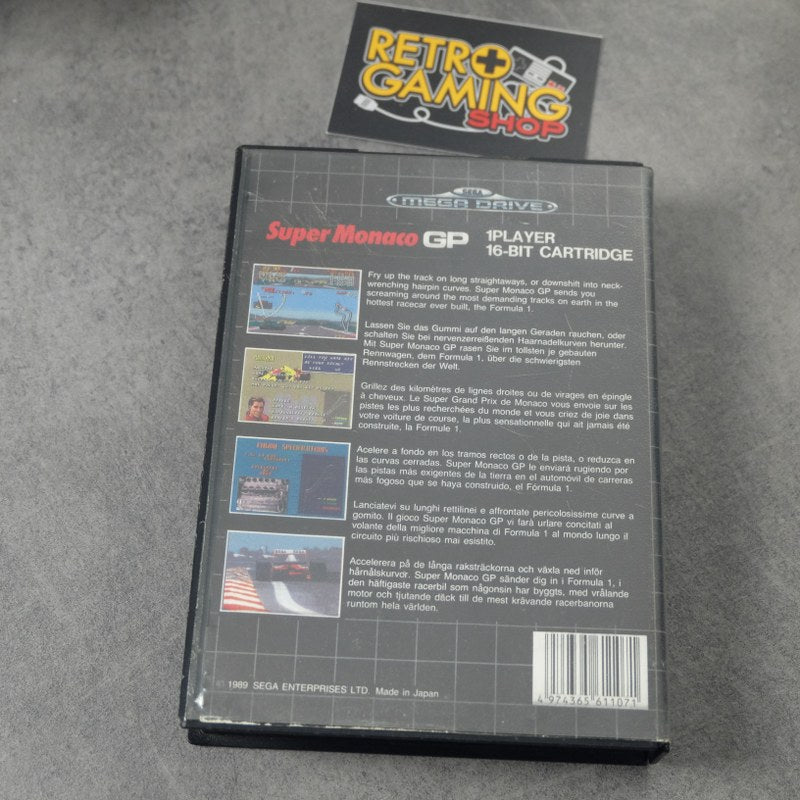 RETRO
GAMING
SHOP
SEGA
MEGA DRIVE
Super Monaco GP
1PLAYER
16-BIT CARTRIDGE
Fry up the track on long straightaways, or downshift into neck-
wrenching hairpin curves. Super Monaco GP sends you
screaming around the most demanding tracks on earth in the
hottest racecar ever built, the Formula 1.
Lassen Sie das Gummi auf den langen Geraden rauchen, oder
schalten Sie bei nervenzerreißenden Haarnadelkurven herunter.
Mit Super Monaco GP rasen Sie im tollsten je gebauten
Rennwagen, dem Formel 1, über die schwierigsten
Rennstrecken der Welt.
Grillez des kilomètres de lignes droites ou de virages en épingle
à cheveux. Le Super Grand Prix de Monaco vous envoie sur les
pistes les plus recherchées du monde et vous criez de joie dans
votre voiture de course, la plus sensationnelle qui ait jamais été
construite, la Formule 1.
ENGINE SPECIFICATIONS
Acelere a fondo en los tramos rectos o de la pista, o reduzca en
las curvas cerradas. Super Monaco GP le enviará rugiendo por
las pistas más exigentes de la tierra en el automóvil de carreras
más fogoso que se haya construido, el Fórmula 1.
Lanciatevi su lunghi rettilinei e affrontate pericolosissime curve a
gomito. Il gioco Super Monaco GP vi farà urlare concitati al
volante della migliore macchina di Formula 1 al mondo lungo il
circuito più rischioso mai esistito.
Accelerera på de långa raksträckorna och växla ned inför
hårnålskurvor. Super Monaco GP sänder dig in i Formula 1, i
den häftigaste racerbil som någonsin har byggts, med vrålande
motor och tjutande däck till de mest krävande racerbanorna
runtom hela världen.
© 1989 SEGA ENTERPRISES LTD. Made in Japan
4 974365 611071